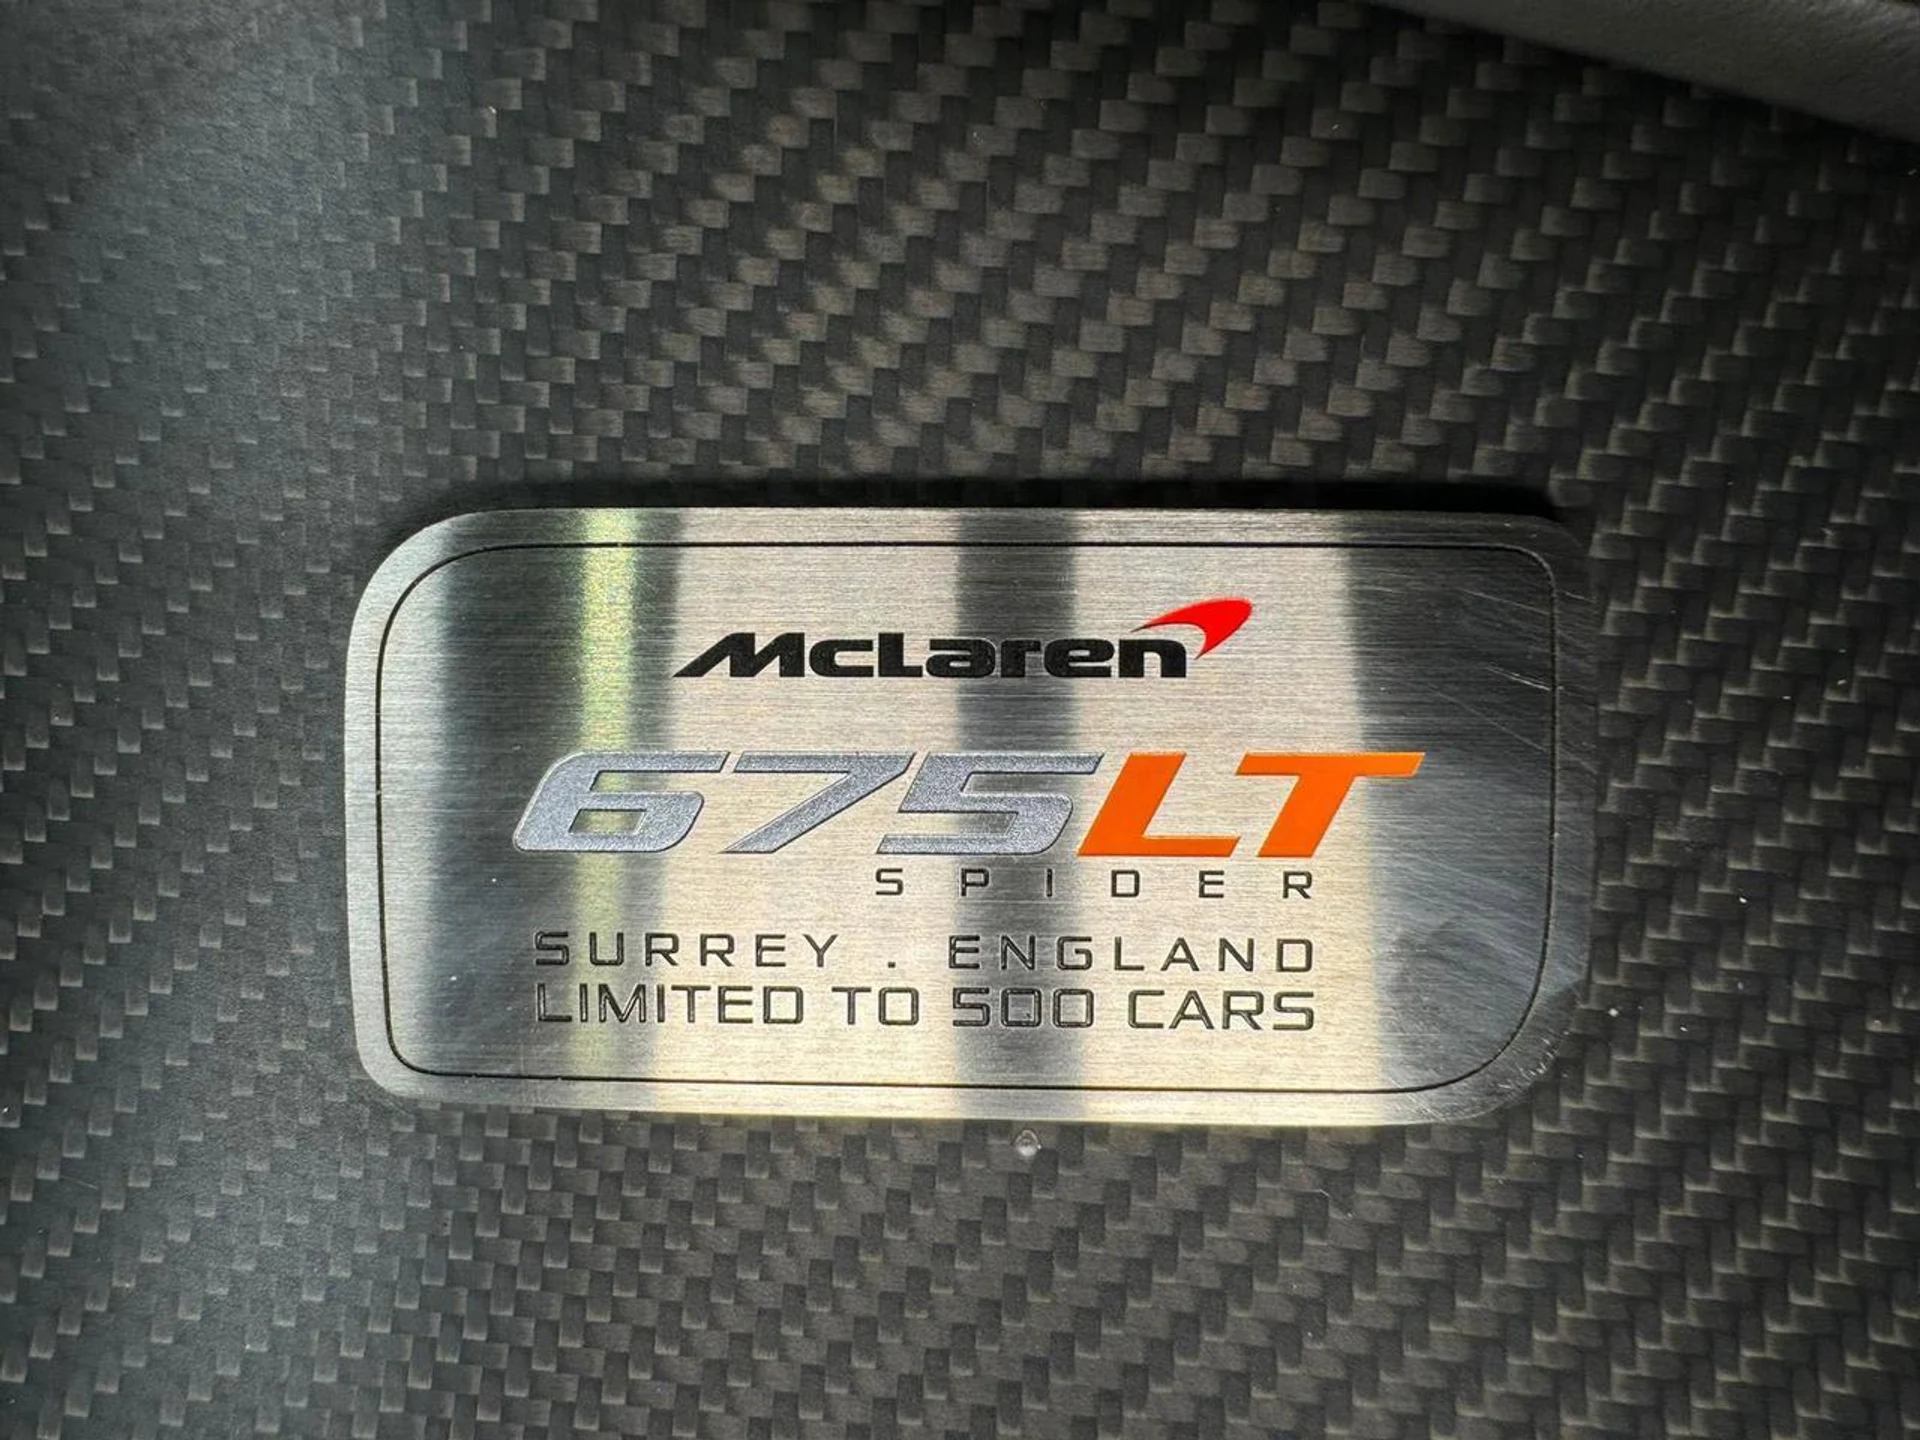 McLaren
675LT
SPIDER
SURREY . ENGLAND
LIMITED TO 500 CARS